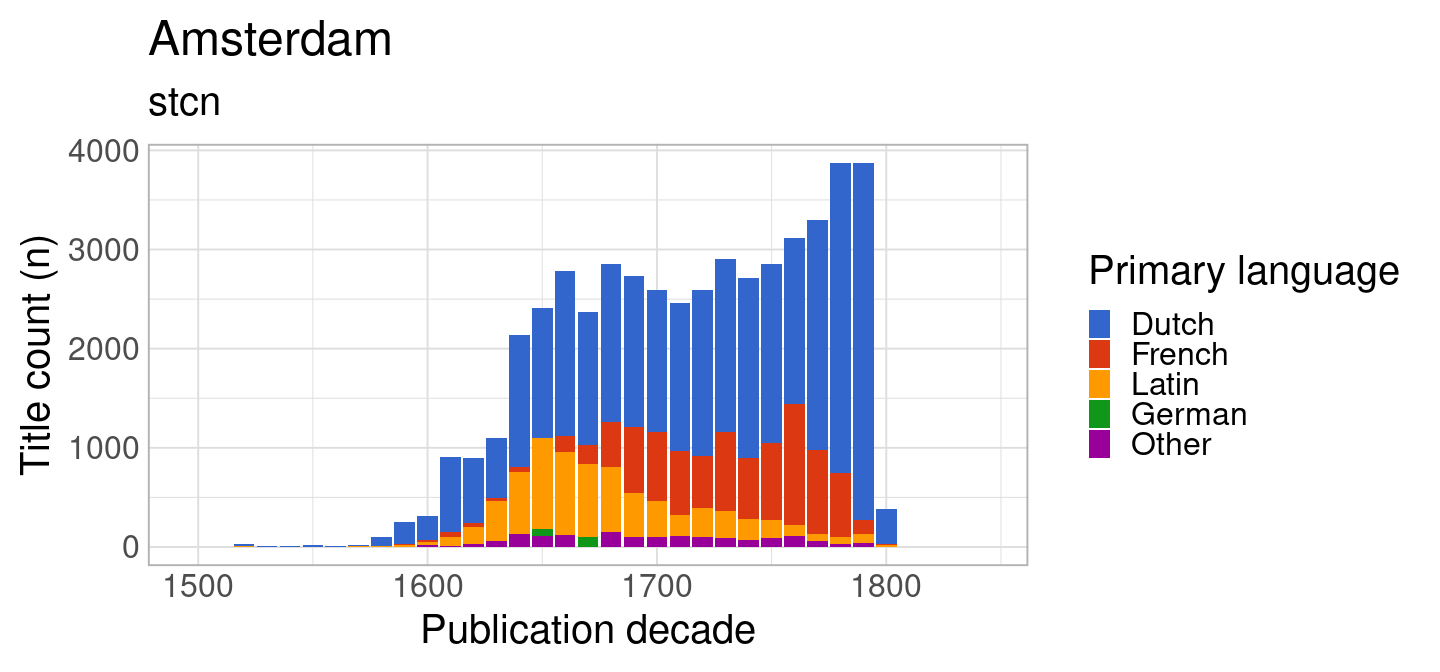 Amsterdam
stcn
4000
3000
2000
1000
0
Title count (n)
1500 1600 1700 1800
Publication decade
Primary language
Dutch
French
Latin
German
Other